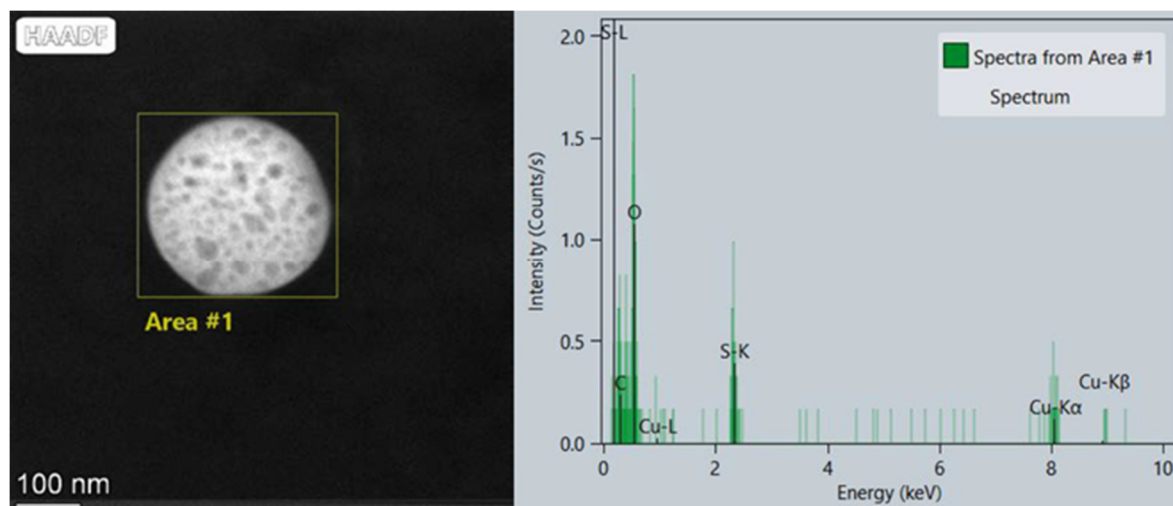 HAADF
Area #1
100 nm
S-L
2.0
1.5
1.0
0.5
0.0
Intensity (Counts/s)
Spectra from Area #1
Spectrum
O
C
Cu-L
S-K
Cu-Kα
Cu-Kβ
0
2
4
6
8
10
Energy (keV)